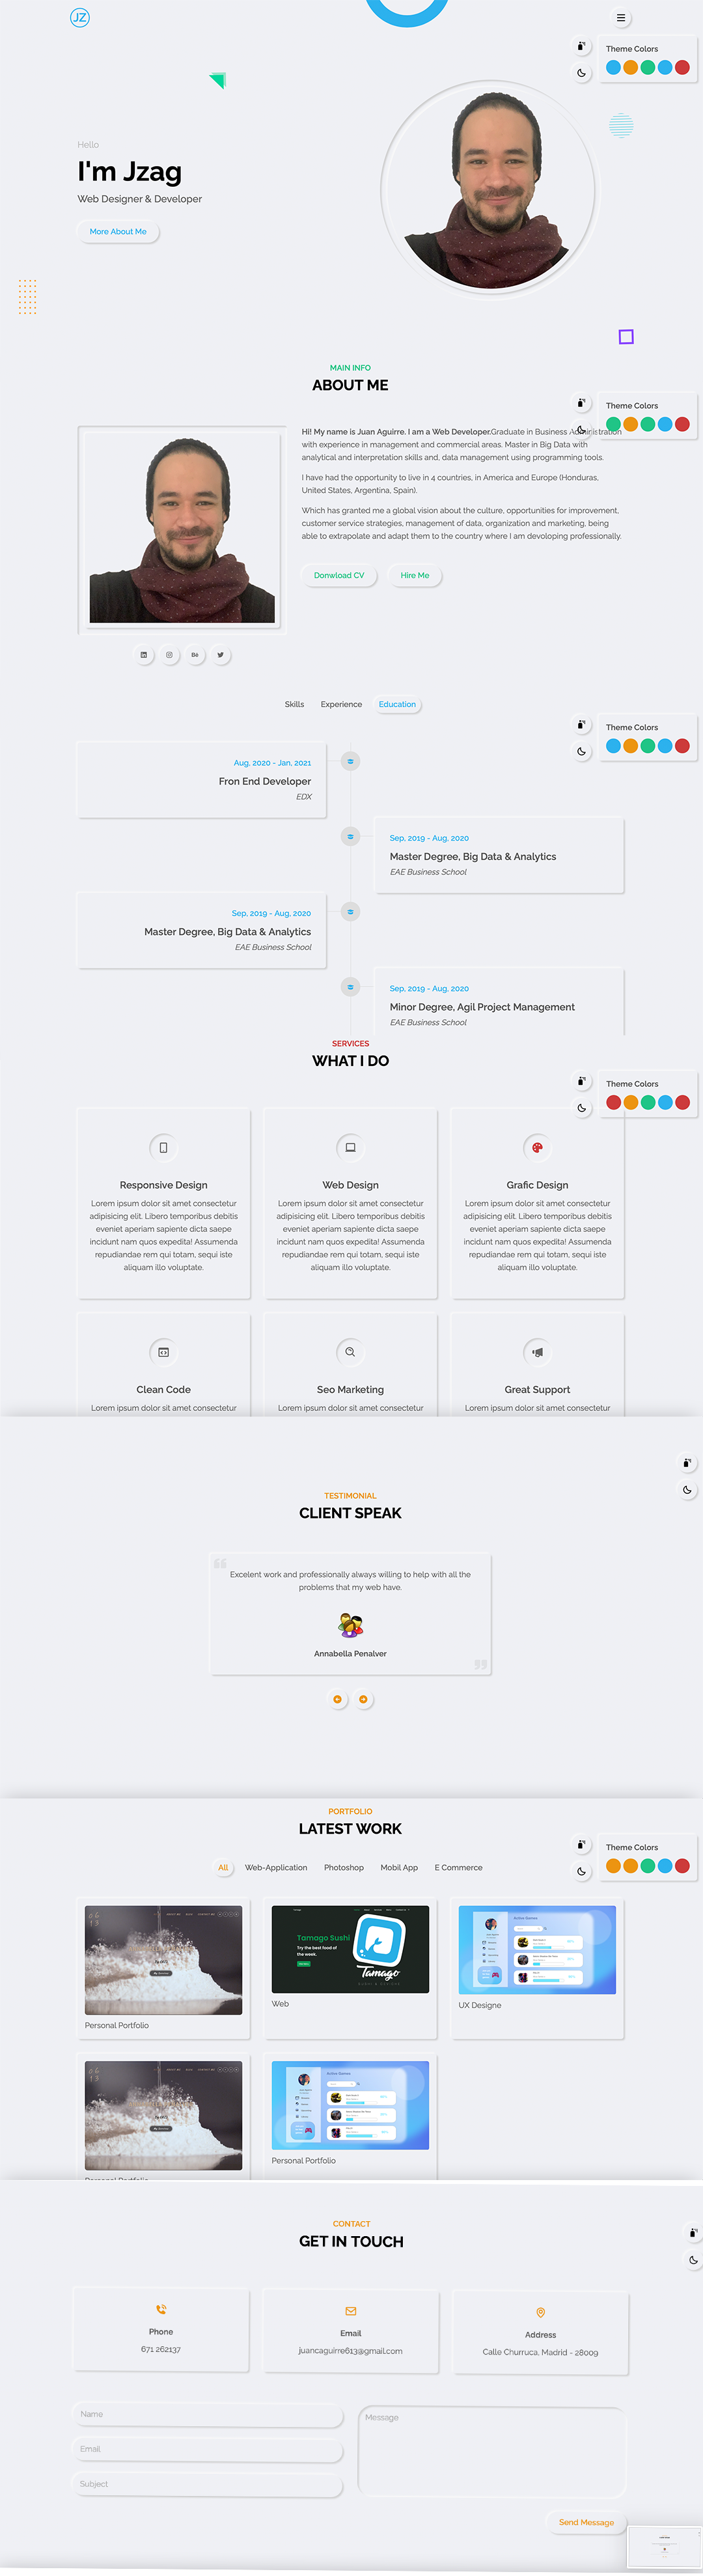 JZ
Theme Colors
Hello
I'm Jzag
Web Designer & Developer
More About Me
MAIN INFO
ABOUT ME
Theme Colors
Hi! My name is Juan Aguirre. I am a Web Developer.Graduate in Business Administration
with experience in management and commercial areas. Master in Big Data with
analytical and interpretation skills and, data management using programming tools.
I have had the opportunity to live in 4 countries, in America and Europe (Honduras,
United States, Argentina, Spain).
Which has granted me a global vision about the culture, opportunities for improvement,
customer service strategies, management of data, organization and marketing, being
able to extrapolate and adapt them to the country where I am devoloping professionally.
Donwload CV
Hire Me
Bē
Skills
Experience
Education
Theme Colors
Aug, 2020 - Jan, 2021
Fron End Developer
EDX
Sep, 2019 - Aug, 2020
Master Degree, Big Data & Analytics
EAE Business School
Sep, 2019 - Aug, 2020
Master Degree, Big Data & Analytics
EAE Business School
Sep, 2019 - Aug, 2020
Minor Degree, Agil Project Management
EAE Business School
SERVICES
WHAT I DO
Theme Colors
Responsive Design
Lorem ipsum dolor sit amet consectetur
adipisicing elit. Libero temporibus debitis
eveniet aperiam sapiente dicta saepe
incidunt nam quos expedita! Assumenda
repudiandae rem qui totam, sequi iste
aliquam illo voluptate.
Web Design
Lorem ipsum dolor sit amet consectetur
adipisicing elit. Libero temporibus debitis
eveniet aperiam sapiente dicta saepe
incidunt nam quos expedita! Assumenda
repudiandae rem qui totam, sequi iste
aliquam illo voluptate.
Grafic Design
Lorem ipsum dolor sit amet consectetur
adipisicing elit. Libero temporibus debitis
eveniet aperiam sapiente dicta saepe
incidunt nam quos expedita! Assumenda
repudiandae rem qui totam, sequi iste
aliquam illo voluptate.
Clean Code
Lorem ipsum dolor sit amet consectetur
Seo Marketing
Lorem ipsum dolor sit amet consectetur
Great Support
Lorem ipsum dolor sit amet consectetur
TESTIMONIAL
CLIENT SPEAK
Excelent work and professionally always willing to help with all the
problems that my web have.
Annabella Penalver
PORTFOLIO
LATEST WORK
Theme Colors
All
Web-Application
Photoshop
Mobil App
E Commerce
Personal Portfolio
Tamago Sushi
Try the best food of
the week.
Tamago
Web
Active Games
UX Designe
Personal Portfolio
Active Games
Personal Portfolio
CONTACT
GET IN TOUCH
Phone
671 262137
Email
juancaguirre613@gmail.com
Address
Calle Churruca, Madrid - 28009
Name
Email
Subject
Message
Send Message